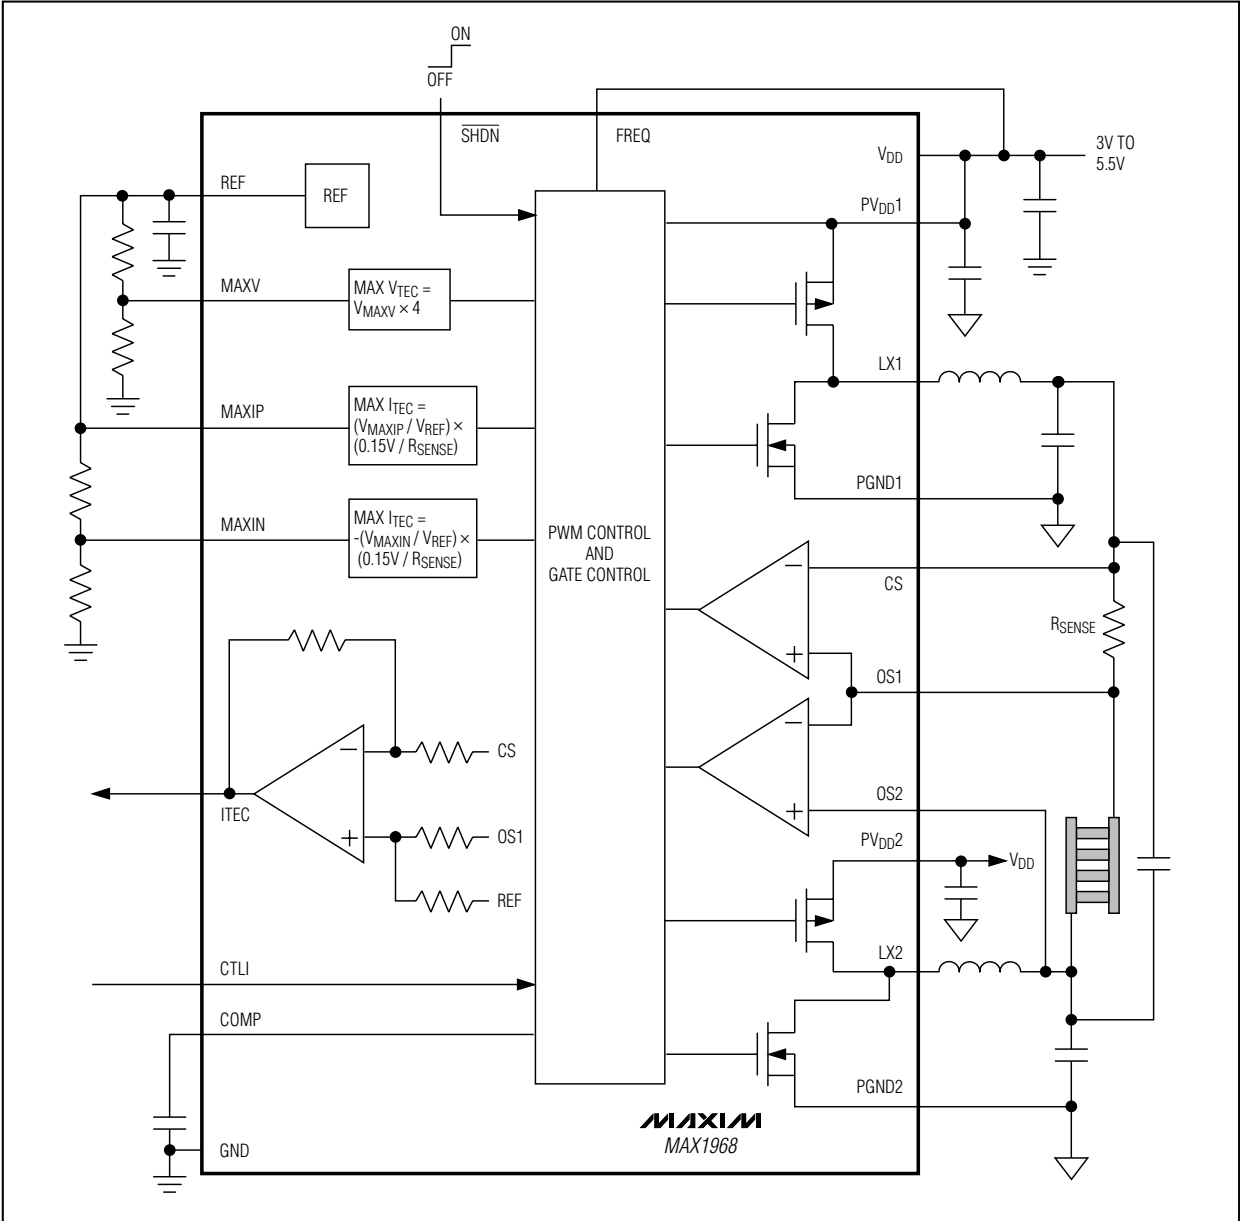 ON
OFF
SHDN
FREQ
VDD
3V TO
5.5V
REF
REF
PVDD1
MAXV
MAX VTEC =
VMAXV × 4
LX1
MAXIP
MAX ITEC =
(VMAXIP / VREF) ×
(0.15V / RSENSE)
PGND1
MAXIN
MAX ITEC =
-(VMAXIN / VREF) ×
(0.15V / RSENSE)
PWM CONTROL
AND
GATE CONTROL
−
CS
RSENSE
+
OS1
−
CS
−
ITEC
+
OS1
+
OS2
PVDD2
VDD
REF
LX2
CTLI
COMP
PGND2
MAXIM
MAX1968
GND